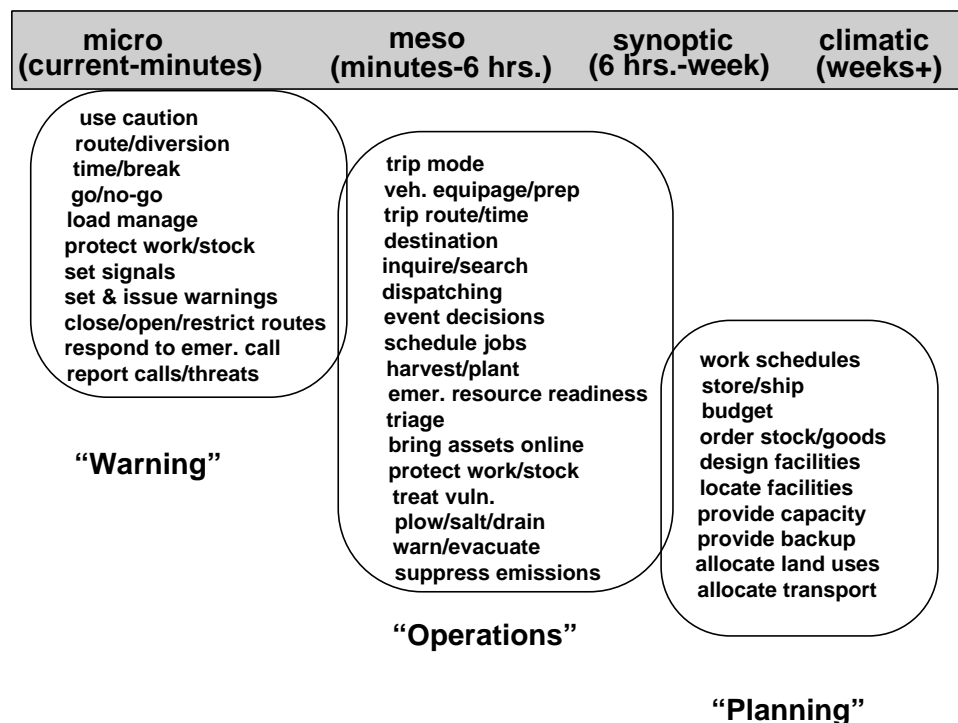 micro
(current-minutes)
meso
(minutes-6 hrs.)
synoptic
(6 hrs.-week)
climatic
(weeks+)
use caution
route/diversion
time/break
go/no-go
load manage
protect work/stock
set signals
set & issue warnings
close/open/restrict routes
respond to emer. call
report calls/threats
“Warning”
trip mode
veh. equipage/prep
trip route/time
destination
inquire/search
dispatching
event decisions
schedule jobs
harvest/plant
emer. resource readiness
triage
bring assets online
protect work/stock
treat vuln.
plow/salt/drain
warn/evacuate
suppress emissions
“Operations”
work schedules
store/ship
budget
order stock/goods
design facilities
locate facilities
provide capacity
provide backup
allocate land uses
allocate transport
“Planning”